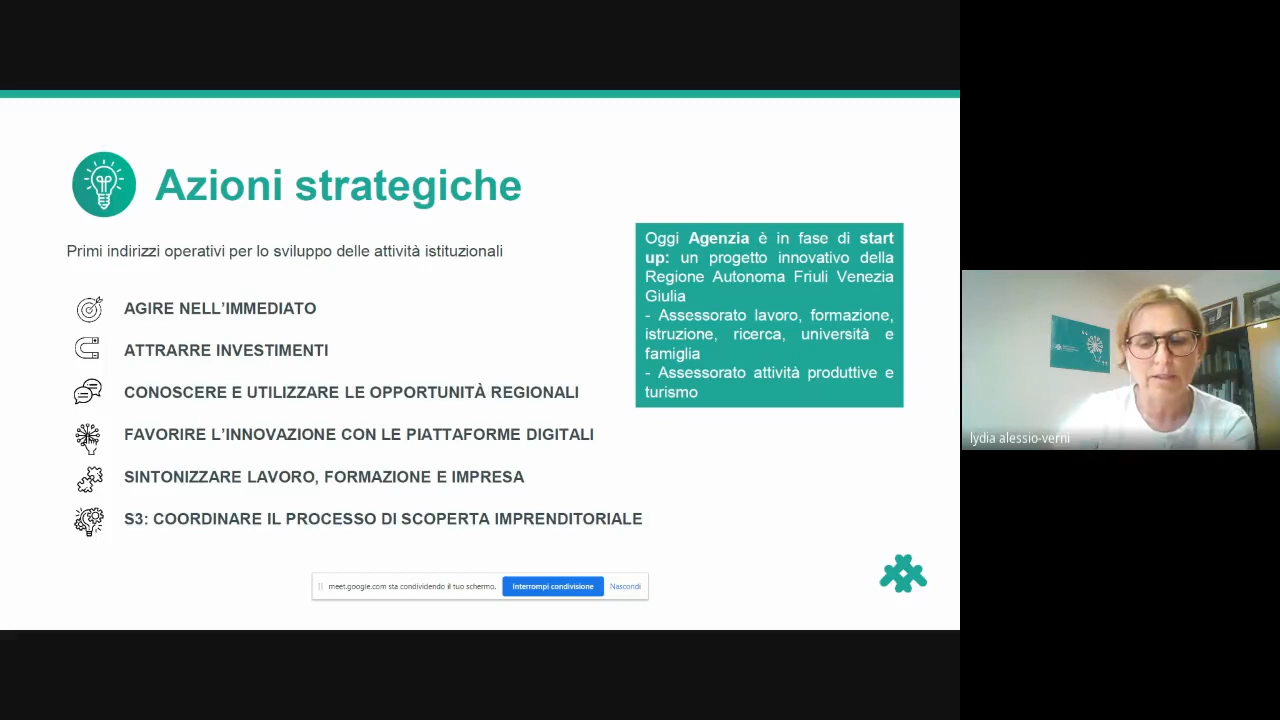 Azioni strategiche
Primi indirizzi operativi per lo sviluppo delle attività istituzionali
AGIRE NELL'IMMEDIATO
ATTRARRE INVESTIMENTI
CONOSCERE E UTILIZZARE LE OPPORTUNITÀ REGIONALI
FAVORIRE L'INNOVAZIONE CON LE PIATTAFORME DIGITALI
SINTONIZZARE LAVORO, FORMAZIONE E IMPRESA
S3: COORDINARE IL PROCESSO DI SCOPERTA IMPRENDITORIALE
Oggi Agenzia è in fase di start
up: un progetto innovativo della
Regione Autonoma Friuli Venezia
Giulia
- Assessorato lavoro, formazione,
istruzione, ricerca, università e
famiglia
- Assessorato attività produttive e
turismo
meet.google.com sta condividendo il tuo schermo.
Interrompi condivisione
Nascondi
lydia alessio-vernì